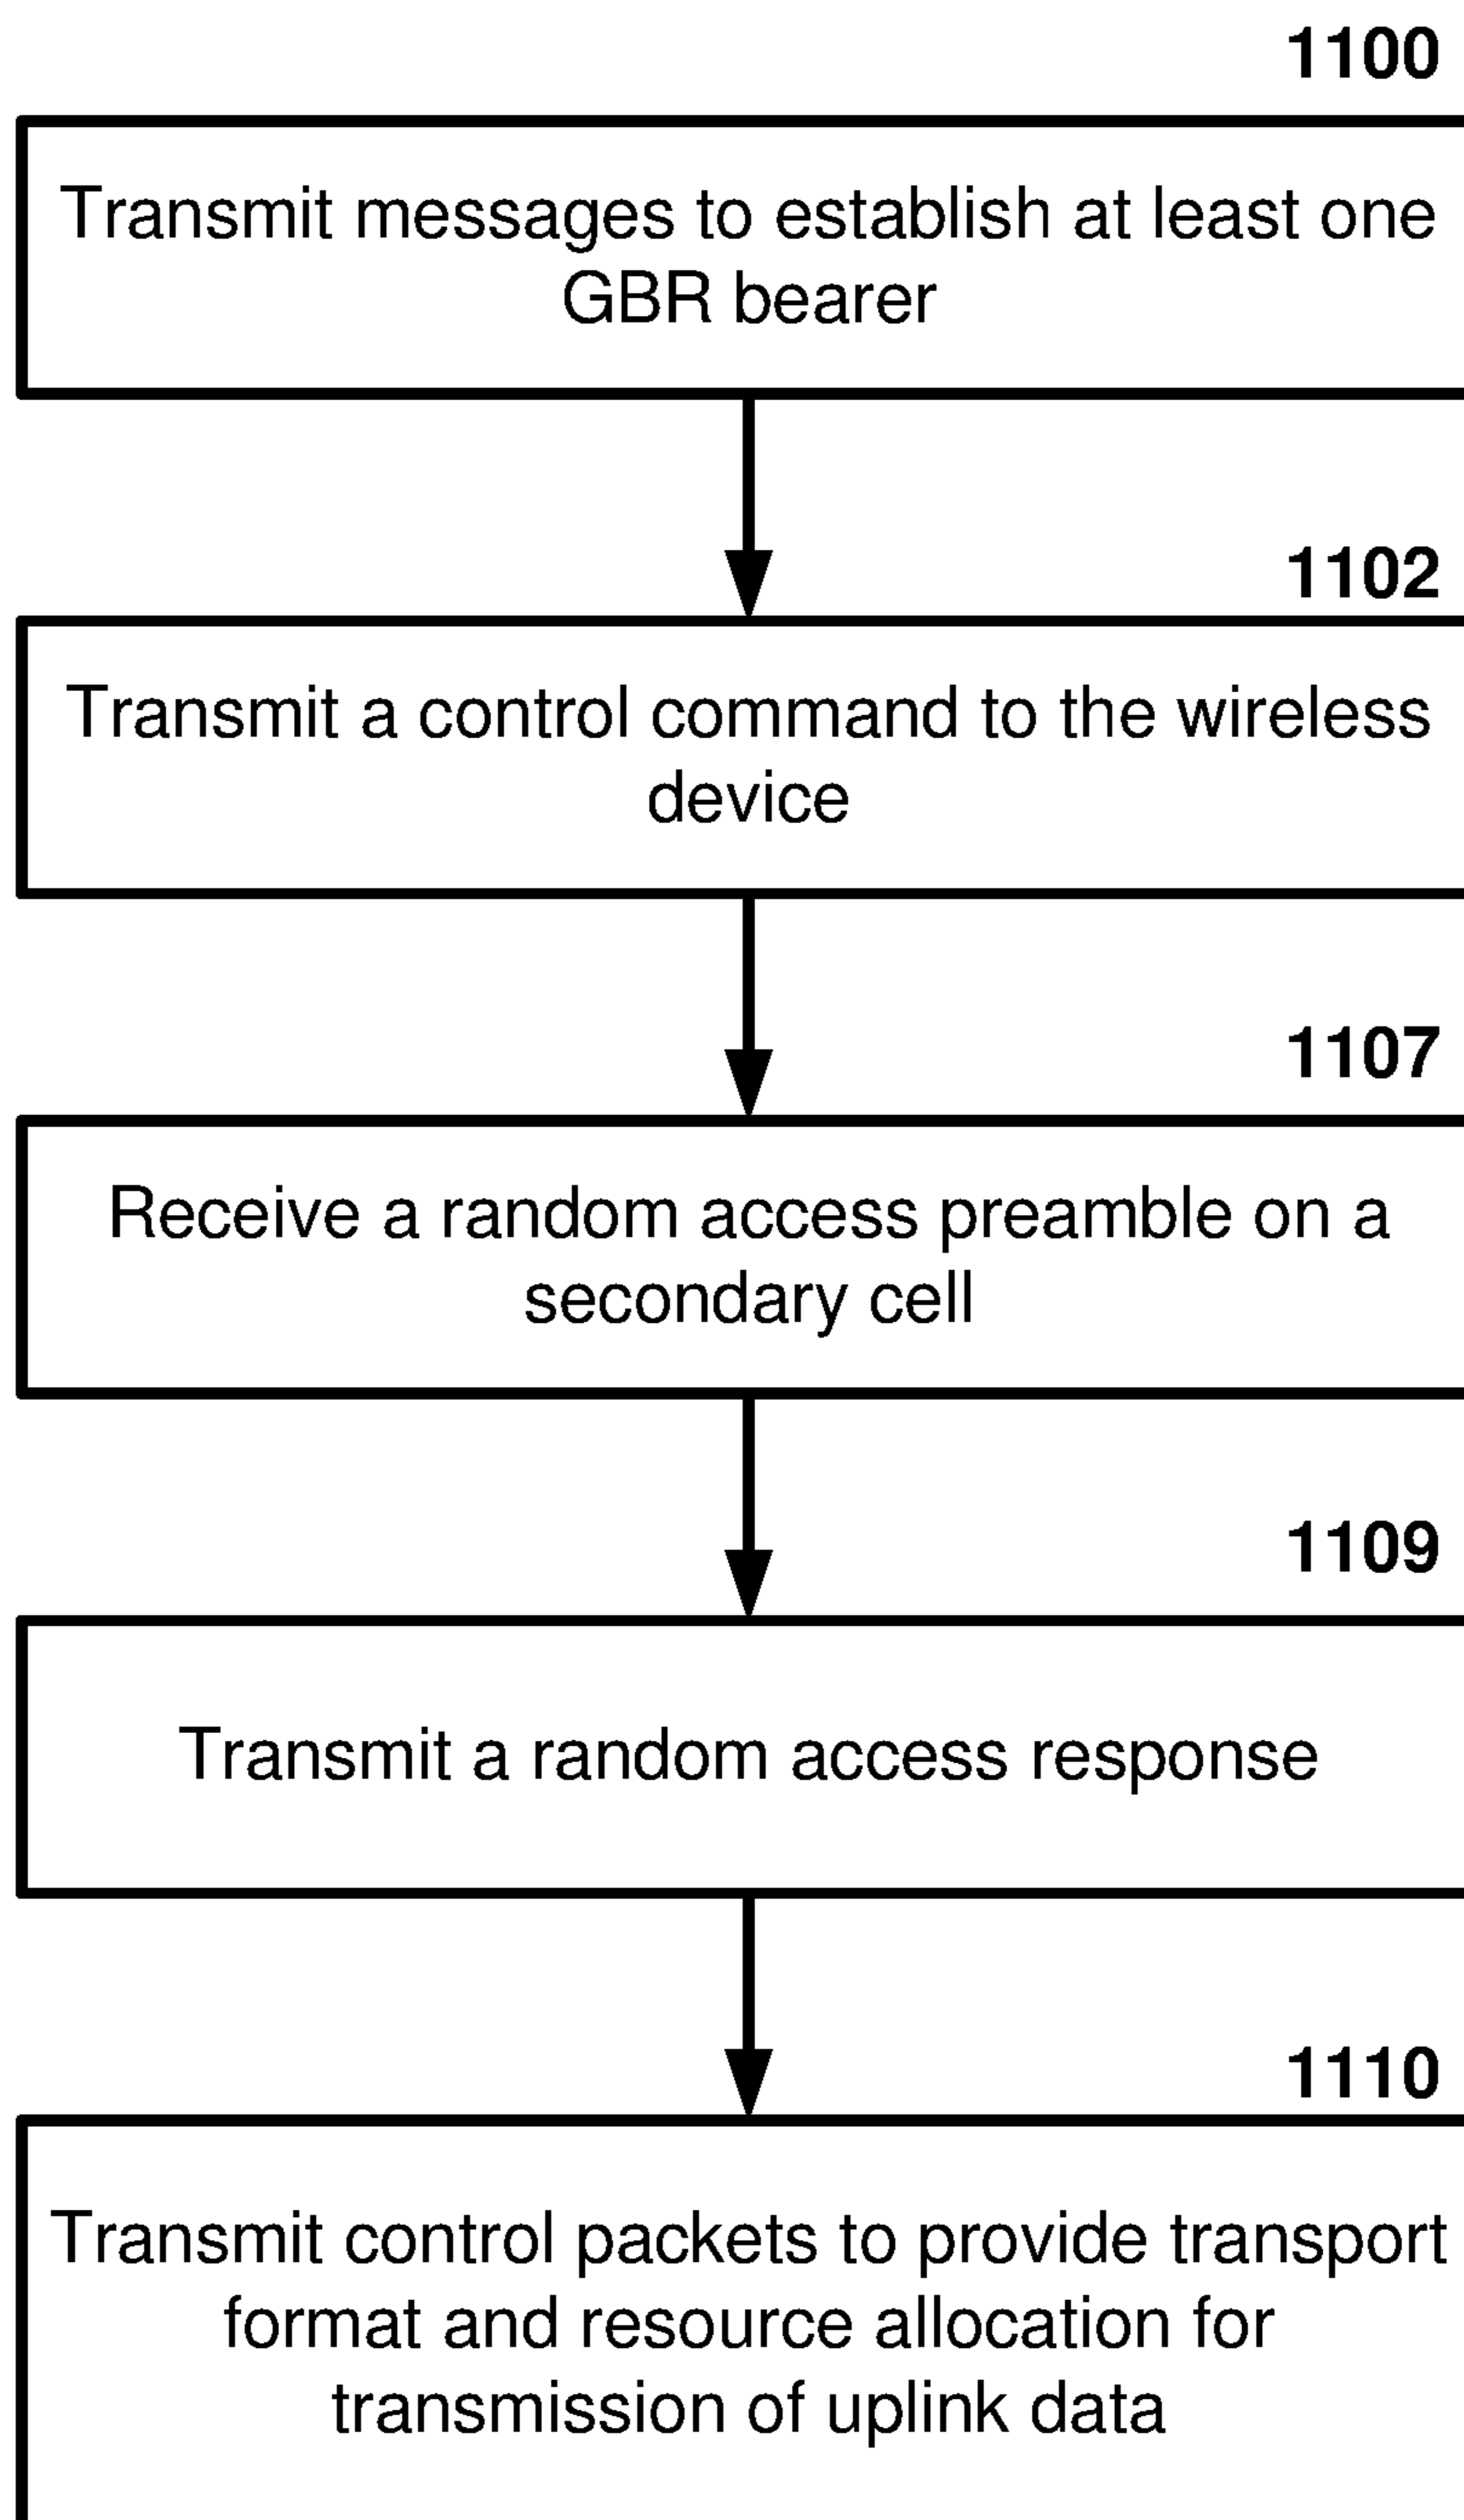 1100
Transmit messages to establish at least one
GBR bearer
1102
Transmit a control command to the wireless
device
1107
Receive a random access preamble on a
secondary cell
1109
Transmit a random access response
1110
Transmit control packets to provide transport
format and resource allocation for
transmission of uplink data